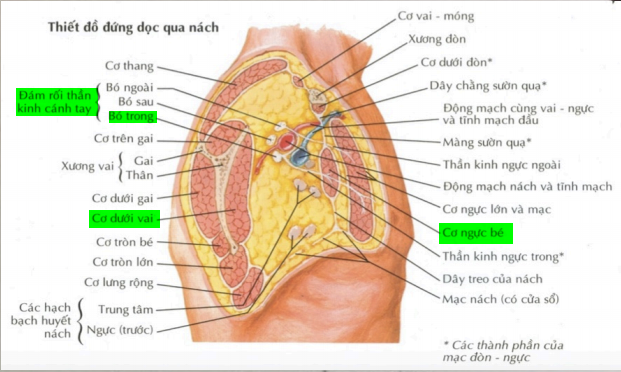 Thiết đồ đứng dọc qua nách
Cơ thang
Đám rối thần
kinh cánh tay
Bó ngoài
Bó sau
Bó trong
Cơ trên gai
Xương vai
Gai
Thân
Cơ dưới gai
Cơ dưới vai
Cơ tròn bé
Cơ tròn lớn
Cơ lưng rộng
Các hạch
bạch huyết
nách
Trung tâm
Ngực (trước)
Cơ vai - móng
Xương đòn
Cơ dưới đòn*
Dây chằng sườn quạ*
Động mạch cùng vai - ngực
và tĩnh mạch đầu
Màng sườn quạ*
Thần kinh ngực ngoài
Động mạch nách và tĩnh mạch
Cơ ngực lớn và mạc
Cơ ngực bé
Thần kinh ngực trong*
Dây treo của nách
Mạc nách (có cửa sổ)
* Các thành phần của
mạc đòn - ngực